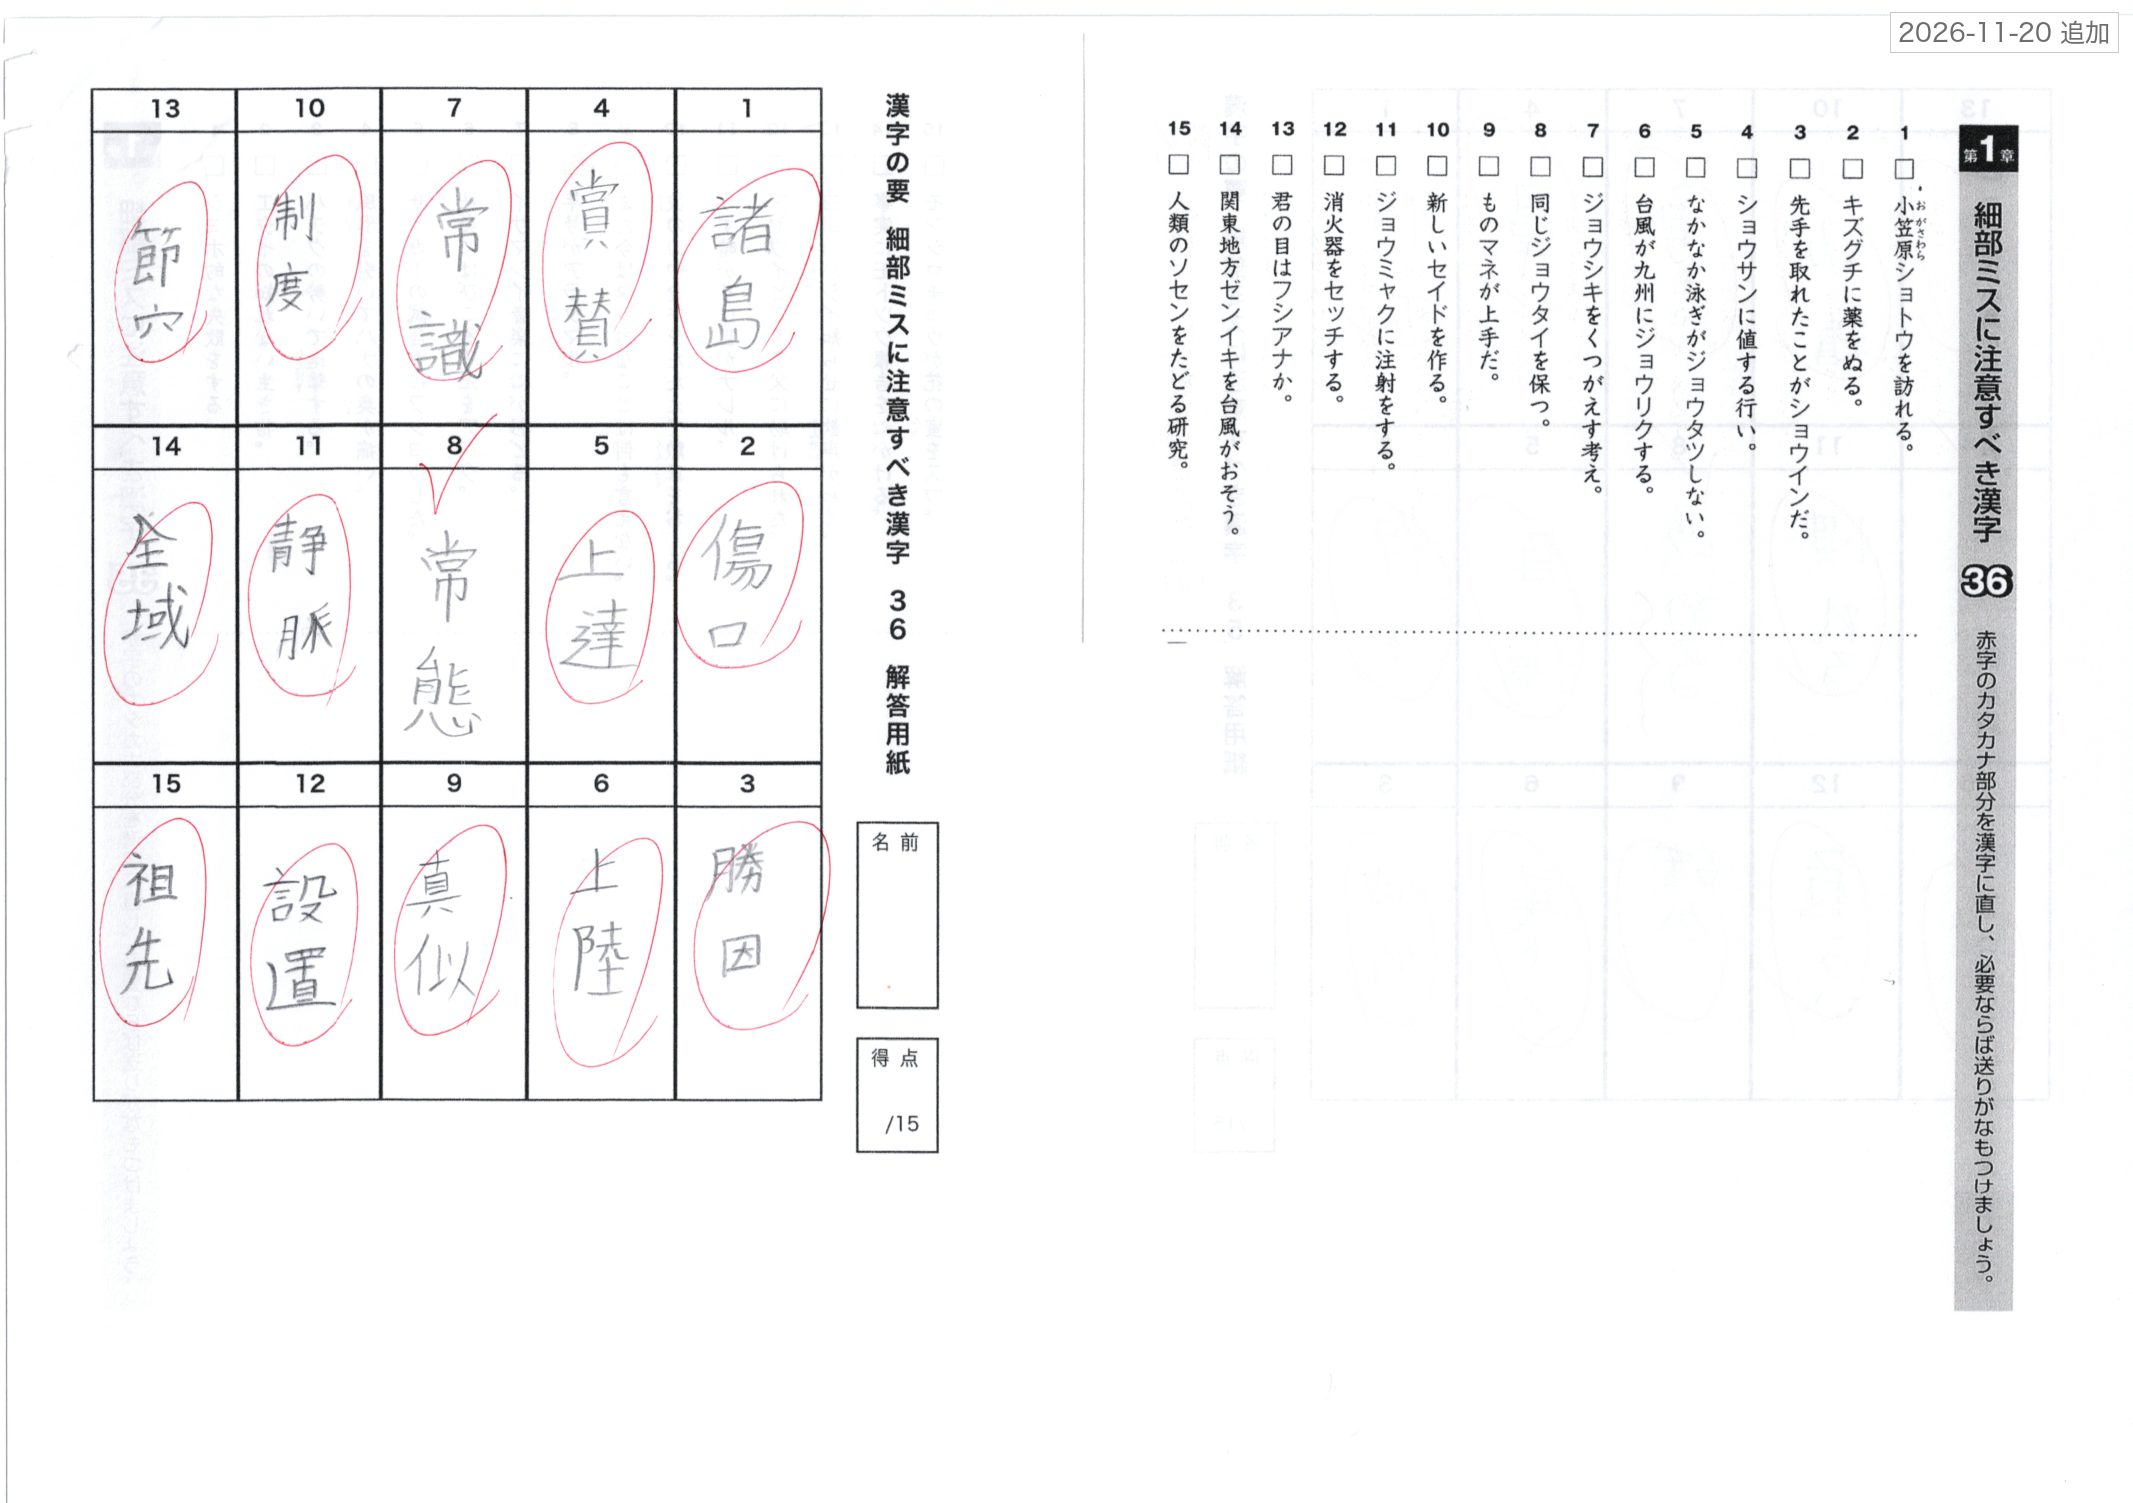 2026-11-20 追加
第1章 細部ミスに注意すべき漢字 36 赤字のカタカナ部分を漢字に直し、必要ならば送りがなもつけましょう。
1 □ 小笠原ショトウを訪れる。
おがさわら
2 □ キズグチに薬をぬる。
3 □ 先手を取れたことがショウインだ。
4 □ ショウサンに値する行い。
5 □ なかなか泳ぎがジョウタツしない。
6 □ 台風が九州にジョウリクする。
7 □ ジョウシキをくつがえす考え。
8 □ 同じジョウタイを保つ。
9 □ ものマネが上手だ。
10 □ 新しいセイドを作る。
11 □ ジョウミャクに注射をする。
12 □ 消火器をセッチする。
13 □ 君の目はフシアナか。
14 □ 関東地方ゼンイキを台風がおそう。
15 □ 人類のソセンをたどる研究。
漢字の要 細部ミスに注意すべき漢字 36 解答用紙
名前
得点
/15
1
諸島
2
傷口
3
勝因
4
賞賛
5
上達
6
上陸
7
常識
8
常態
9
真似
10
制度
11
静脈
12
設置
13
節穴
14
全域
15
祖先